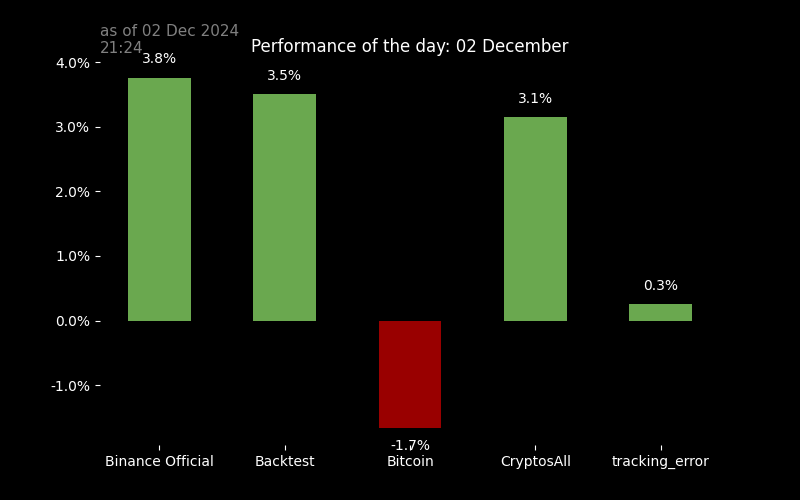 as of 02 Dec 2024
21:24
Performance of the day: 02 December
4.0%
3.0%
2.0%
1.0%
0.0%
-1.0%
3.8%
3.5%
-1.7%
3.1%
0.3%
Binance Official
Backtest
Bitcoin
CryptosAll
tracking_error